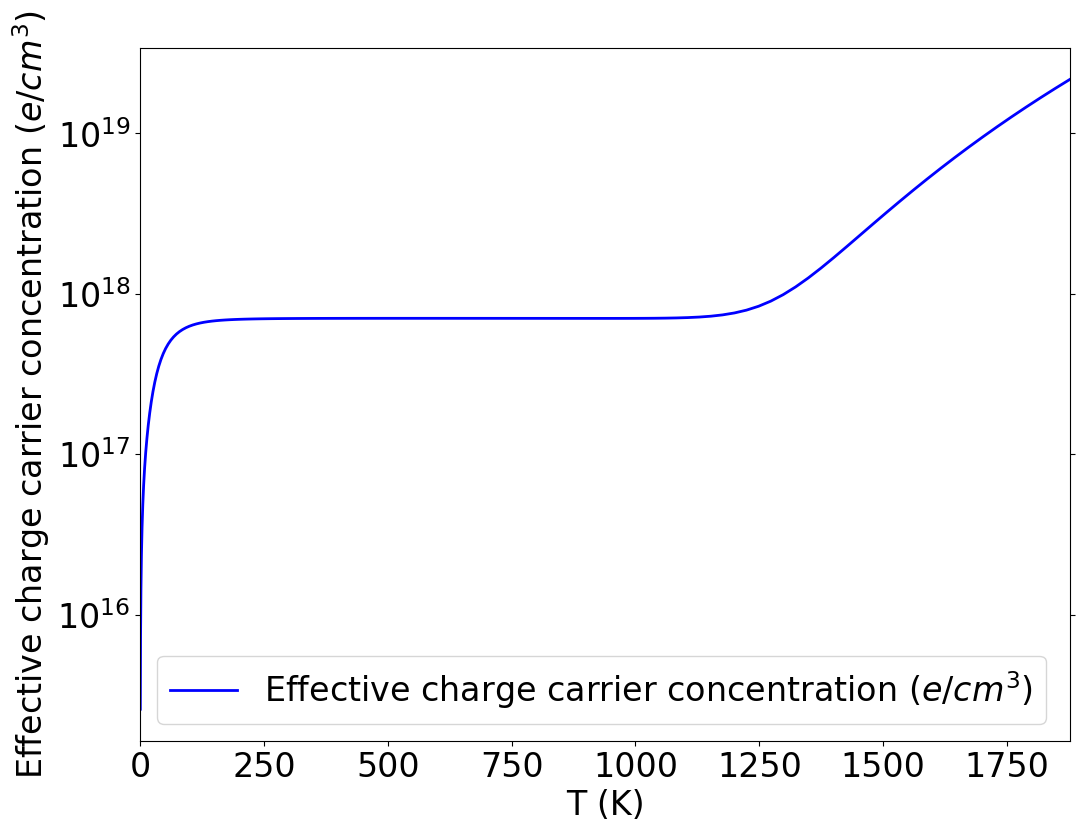 Effective charge carrier concentration (e/cm³)
10¹⁹
10¹⁸
10¹⁷
10¹⁶
Effective charge carrier concentration (e/cm³)
0 250 500 750 1000 1250 1500 1750
T (K)